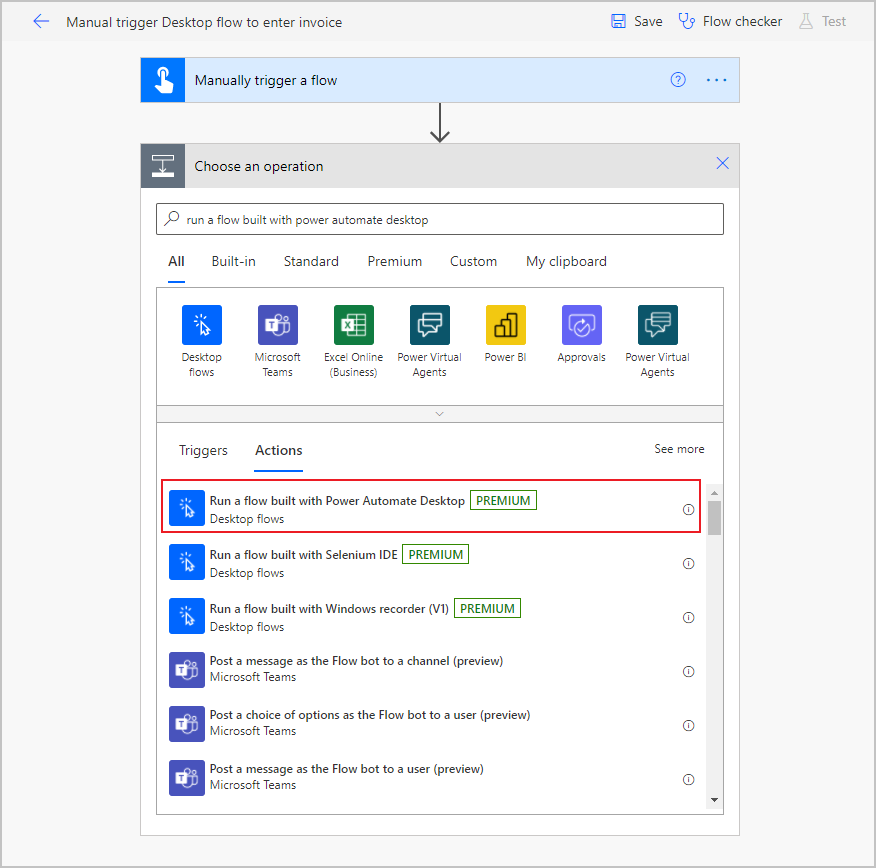 Manual trigger Desktop flow to enter invoice
Save
Flow checker
Test
Manually trigger a flow
Choose an operation
run a flow built with power automate desktop
All
Built-in
Standard
Premium
Custom
My clipboard
Desktop
flows
Microsoft
Teams
Excel Online
(Business)
Power Virtual
Agents
Power BI
Approvals
Power Virtual
Agents
Triggers
Actions
See more
Run a flow built with Power Automate Desktop PREMIUM
Desktop flows
Run a flow built with Selenium IDE PREMIUM
Desktop flows
Run a flow built with Windows recorder (V1) PREMIUM
Desktop flows
Post a message as the Flow bot to a channel (preview)
Microsoft Teams
Post a choice of options as the Flow bot to a user (preview)
Microsoft Teams
Post a message as the Flow bot to a user (preview)
Microsoft Teams